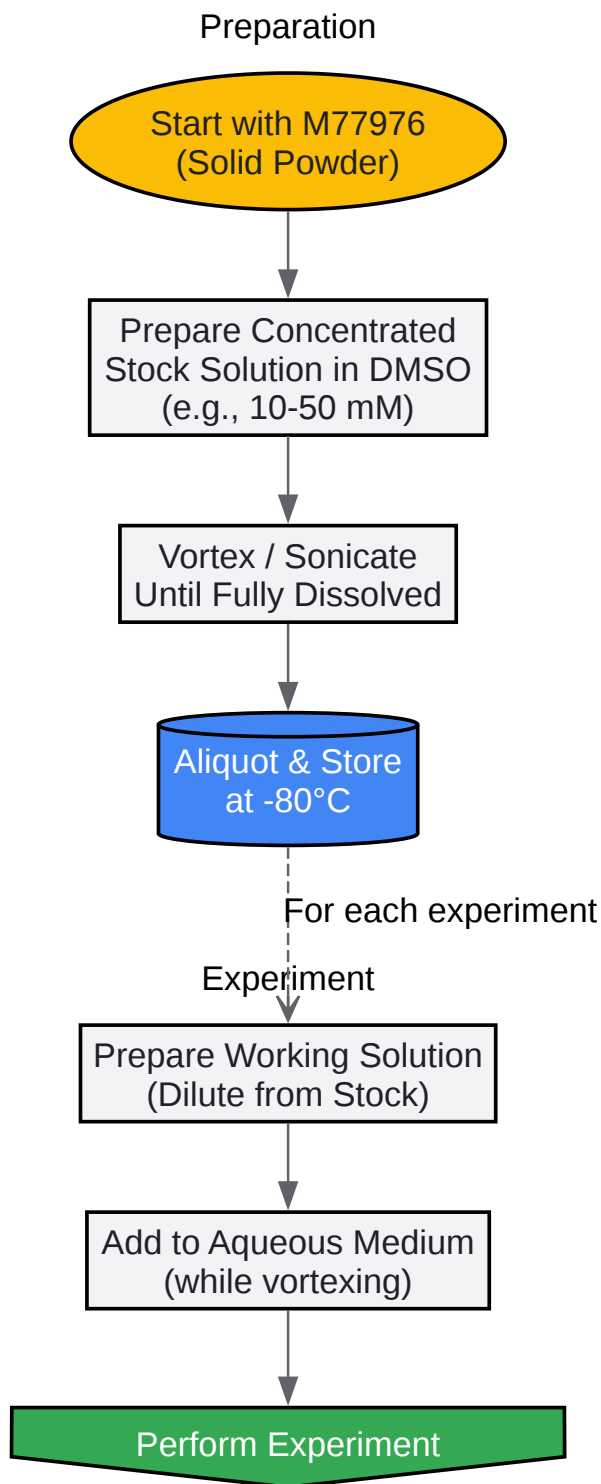 Preparation
Start with M77976
(Solid Powder)
Prepare Concentrated
Stock Solution in DMSO
(e.g., 10-50 mM)
Vortex / Sonicate
Until Fully Dissolved
Aliquot & Store
at -80°C
For each experiment
Experiment
Prepare Working Solution
(Dilute from Stock)
Add to Aqueous Medium
(while vortexing)
Perform Experiment